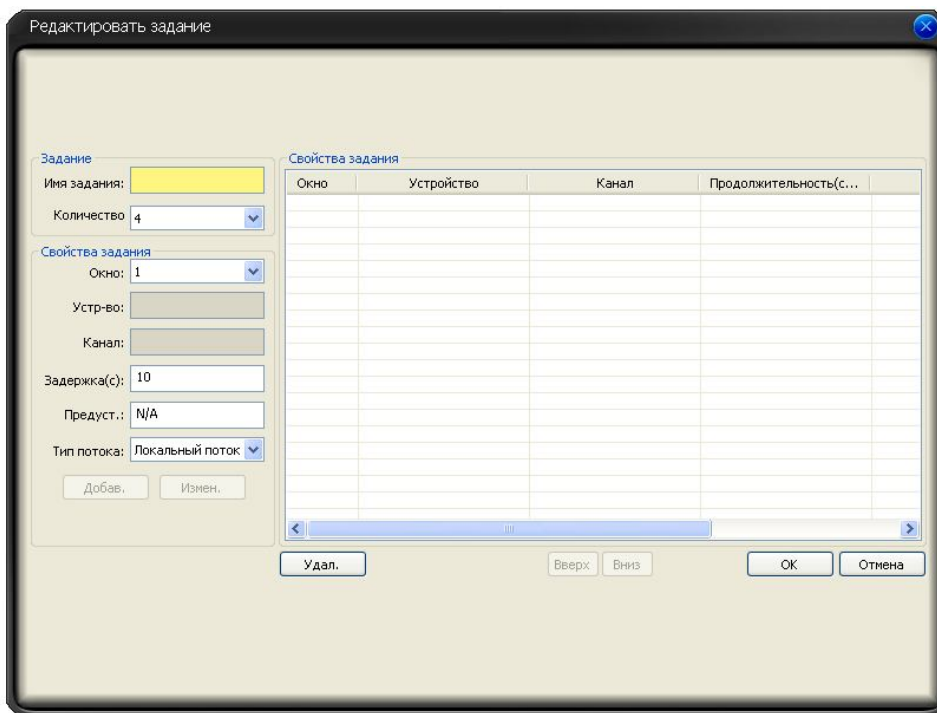 Редактировать задание
Задание
Имя задания:
Количество 4
Свойства задания
Окно: 1
Устр-во:
Канал:
Задержка(с): 10
Предуст.: N/A
Тип потока: Локальный поток
Добав. Измен.
Свойства задания
Окно Устройство Канал Продолжительность(с...
Удал. Вверх Вниз OK Отмена